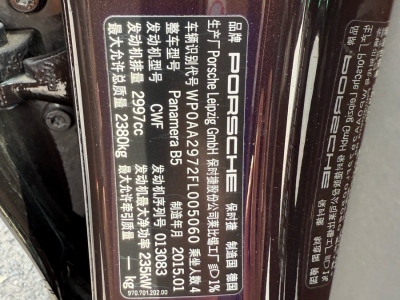 品牌 PORSCHE 保时捷 制造国 德国
生产厂 Porsche Leipzig GmbH 保时捷股份公司莱比锡工厂
车辆识别代号 WP0AA2972FL005060 乘坐人数 4
整车型号 Panamera B5 制造年月 2015.01
发动机型号 CWF 发动机序列号 013083
发动机排量 2997cc 发动机最大净功率 235kW
最大允许总质量 2380kg 最大允许牵引质量 — kg
970.701.202.00